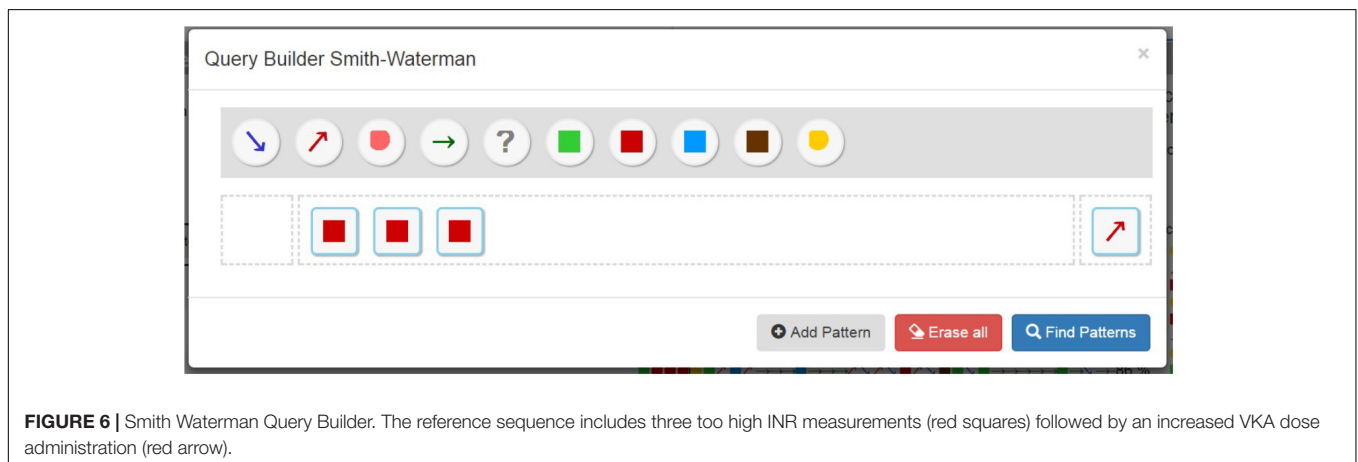 Query Builder Smith-Waterman ×
?
Add Pattern Erase all Find Patterns
86 %
FIGURE 6 | Smith Waterman Query Builder. The reference sequence includes three too high INR measurements (red squares) followed by an increased VKA dose
administration (red arrow).